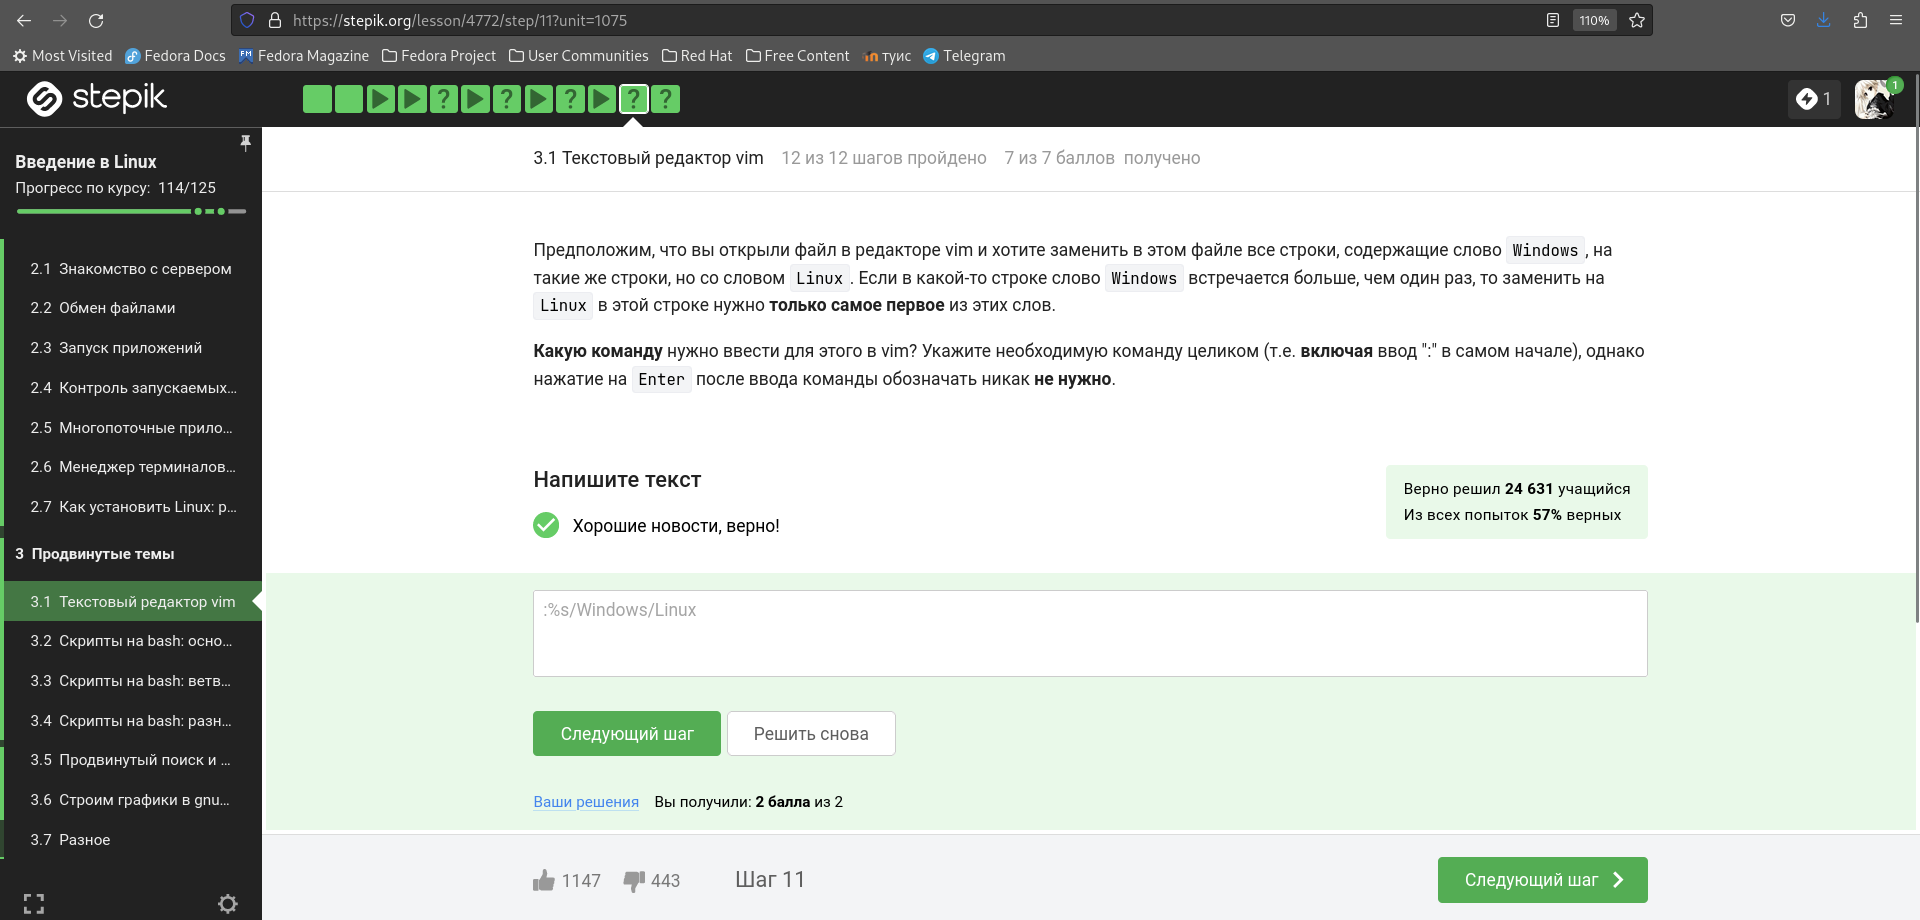 https://stepik.org/lesson/4772/step/11?unit=1075
110%
Most Visited Fedora Docs Fedora Magazine Fedora Project User Communities Red Hat Free Content туис Telegram
stepik
? ? ? ? ?
1
1
Введение в Linux
Прогресс по курсу: 114/125
2.1 Знакомство с сервером
2.2 Обмен файлами
2.3 Запуск приложений
2.4 Контроль запускаемых...
2.5 Многопоточные прило...
2.6 Менеджер терминалов...
2.7 Как установить Linux: р...
3 Продвинутые темы
3.1 Текстовый редактор vim
3.2 Скрипты на bash: осно...
3.3 Скрипты на bash: ветв...
3.4 Скрипты на bash: разн...
3.5 Продвинутый поиск и ...
3.6 Строим графики в gnu...
3.7 Разное
3.1 Текстовый редактор vim 12 из 12 шагов пройдено 7 из 7 баллов получено
Предположим, что вы открыли файл в редакторе vim и хотите заменить в этом файле все строки, содержащие слово Windows, на
такие же строки, но со словом Linux. Если в какой-то строке слово Windows встречается больше, чем один раз, то заменить на
Linux в этой строке нужно только самое первое из этих слов.
Какую команду нужно ввести для этого в vim? Укажите необходимую команду целиком (т.е. включая ввод ":" в самом начале), однако
нажатие на Enter после ввода команды обозначать никак не нужно.
Напишите текст
Хорошие новости, верно!
Верно решил 24 631 учащийся
Из всех попыток 57% верных
:%s/Windows/Linux
Следующий шаг Решить снова
Ваши решения Вы получили: 2 балла из 2
1147 443 Шаг 11 Следующий шаг